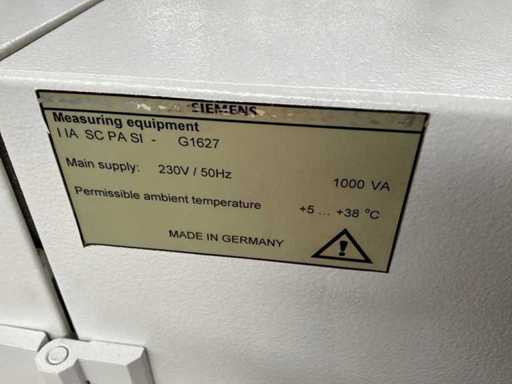 SIEMENS
Measuring equipment
I IA SC PA SI - G1627
Main supply: 230V / 50Hz 1000 VA
Permissible ambient temperature +5 ... +38 °C
MADE IN GERMANY